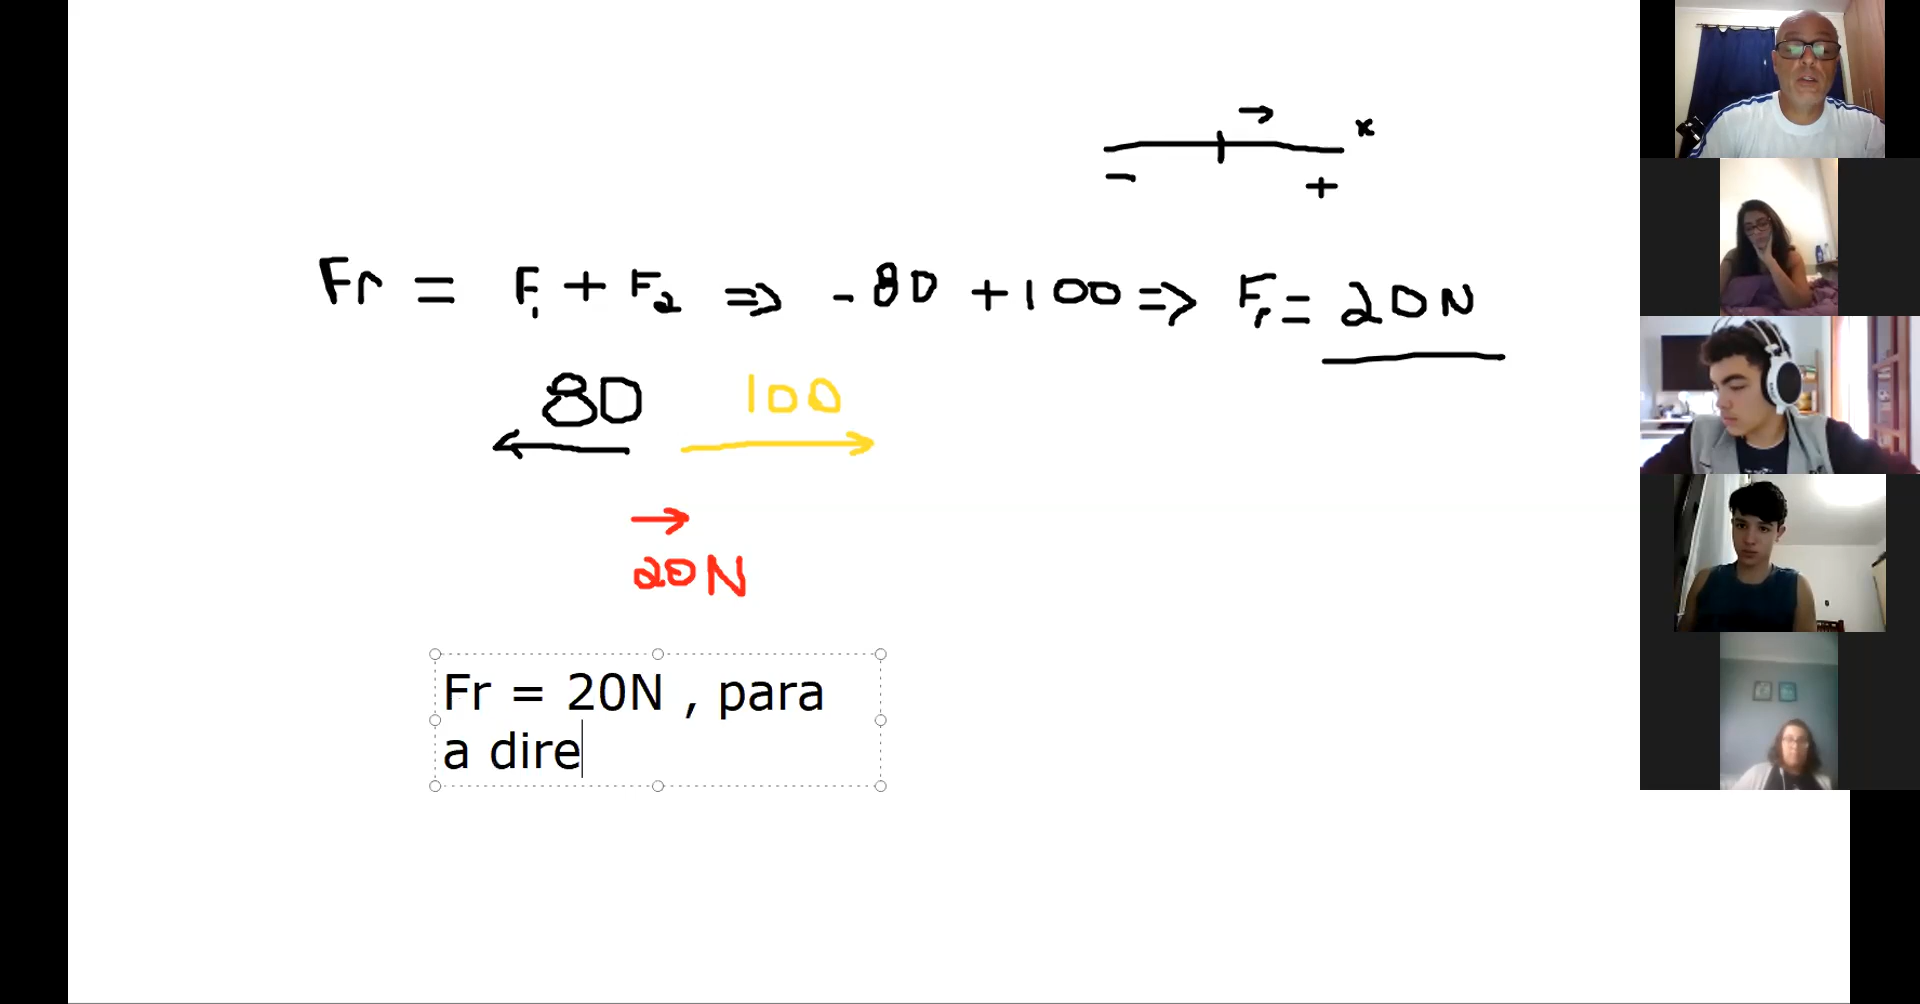 x
- +
Fr = F1 + F2 => -80 +100 => Fr = 20N
80 100
20N
Fr = 20N , para
a dire